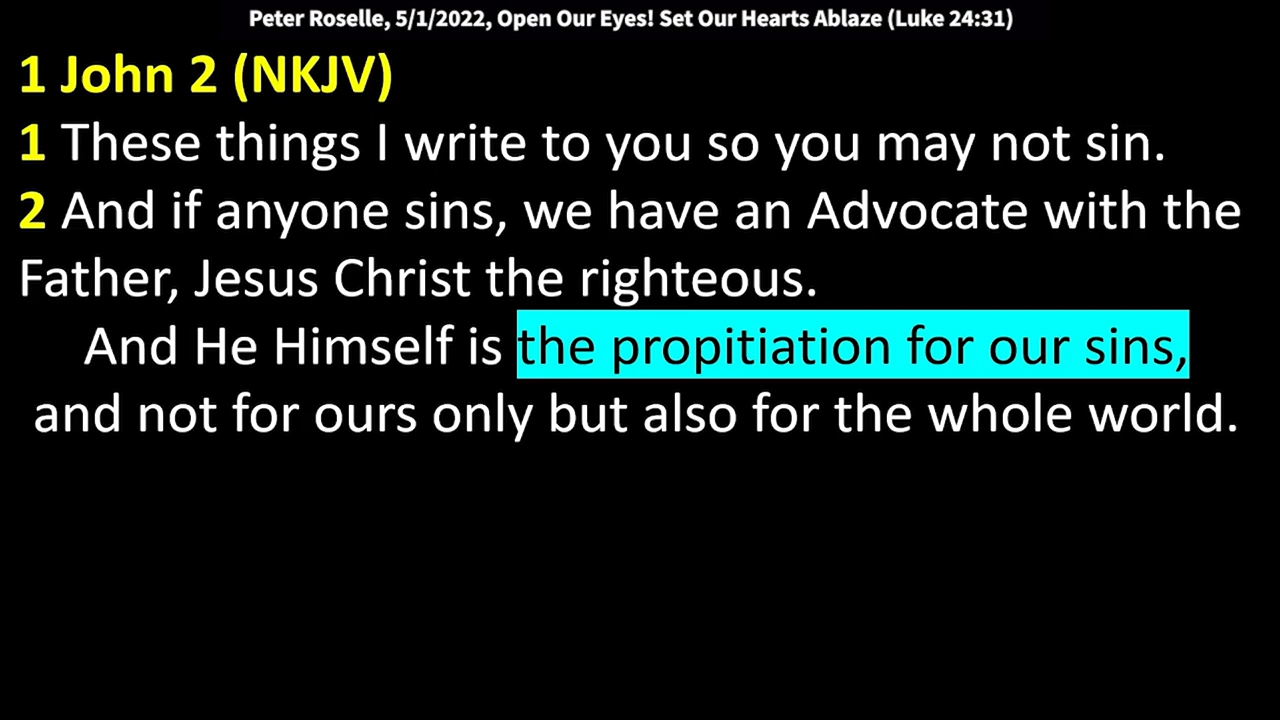 Peter Roselle, 5/1/2022, Open Our Eyes! Set Our Hearts Ablaze (Luke 24:31)
1 John 2 (NKJV)
1 These things I write to you so you may not sin.
2 And if anyone sins, we have an Advocate with the
Father, Jesus Christ the righteous.
And He Himself is the propitiation for our sins,
and not for ours only but also for the whole world.